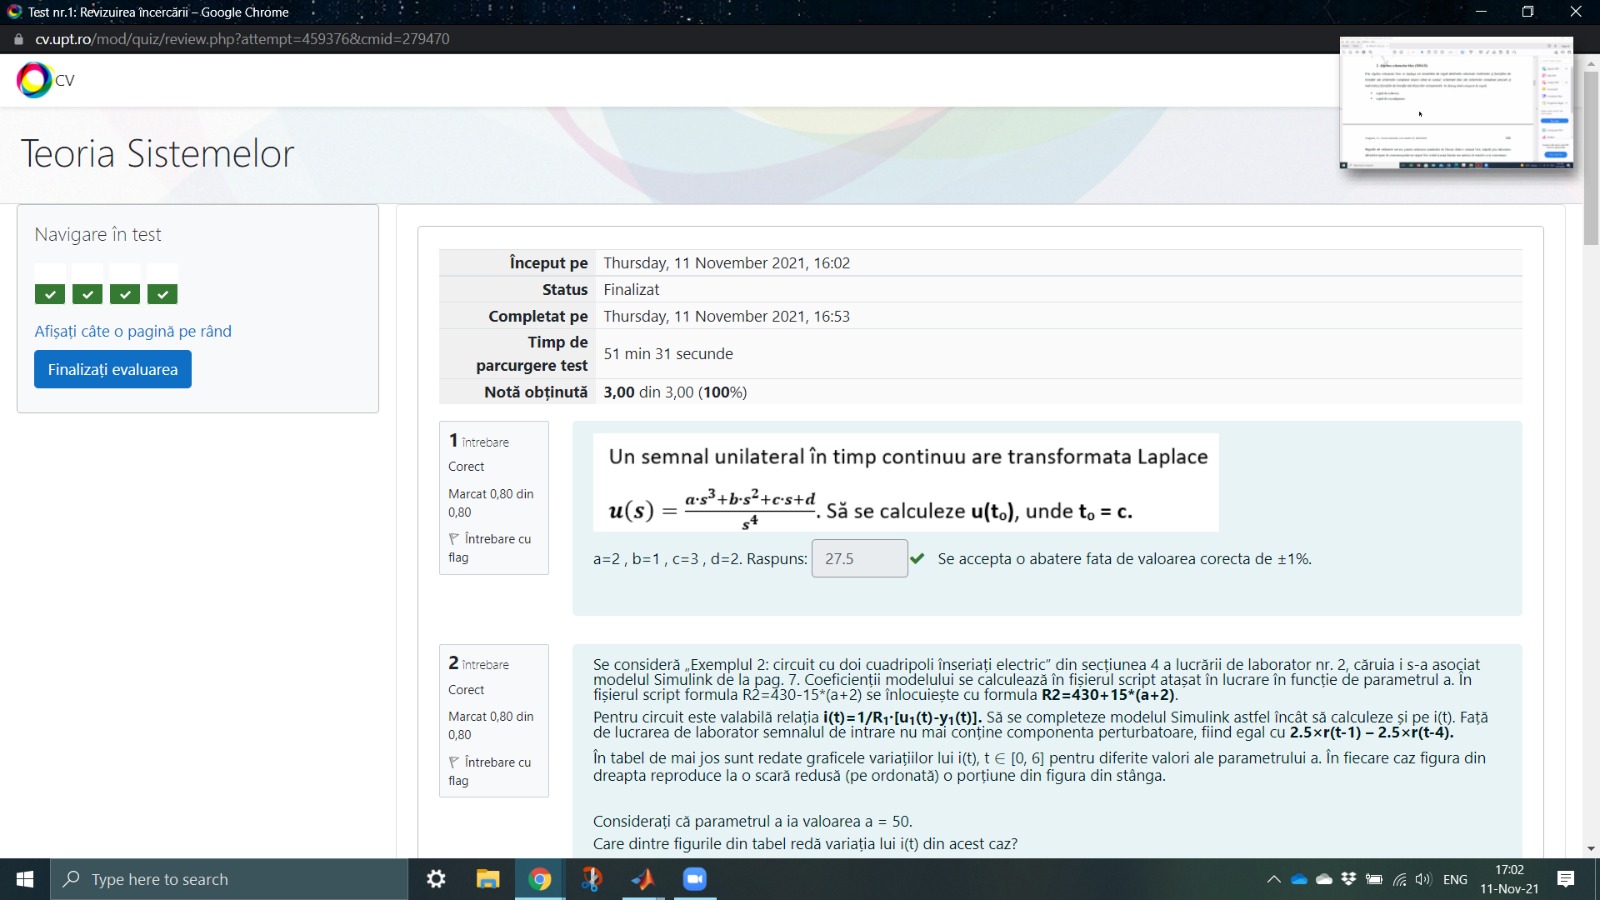 Test nr.1: Revizuirea încercării – Google Chrome
cv.upt.ro/mod/quiz/review.php?attempt=459376&cmid=279470
CV
Teoria Sistemelor
Navigare în test
Afișați câte o pagină pe rând
Finalizați evaluarea
Început pe Thursday, 11 November 2021, 16:02
Status Finalizat
Completat pe Thursday, 11 November 2021, 16:53
Timp de
parcurgere test 51 min 31 secunde
Notă obținută 3,00 din 3,00 (100%)
1 întrebare
Corect
Marcat 0,80 din
0,80
Întrebare cu
flag
Un semnal unilateral în timp continuu are transformata Laplace
u(s) = (a·s³+b·s²+c·s+d)/s⁴. Să se calculeze u(t₀), unde t₀ = c.
a=2 , b=1 , c=3 , d=2. Raspuns: 27.5 Se accepta o abatere fata de valoarea corecta de ±1%.
2 întrebare
Corect
Marcat 0,80 din
0,80
Întrebare cu
flag
Se consideră „Exemplul 2: circuit cu doi cuadripoli înseriați electric” din secțiunea 4 a lucrării de laborator nr. 2, căruia i s-a asociat
modelul Simulink de la pag. 7. Coeficienții modelului se calculează în fișierul script atașat în lucrare în funcție de parametrul a. În
fișierul script formula R2=430-15*(a+2) se înlocuiește cu formula R2=430+15*(a+2).
Pentru circuit este valabilă relația i(t)=1/R₁·[u₁(t)-y₁(t)]. Să se completeze modelul Simulink astfel încât să calculeze și pe i(t). Față
de lucrarea de laborator semnalul de intrare nu mai conține componenta perturbatoare, fiind egal cu 2.5×r(t-1) – 2.5×r(t-4).
În tabel de mai jos sunt redate graficele variațiilor lui i(t), t ∈ [0, 6] pentru diferite valori ale parametrului a. În fiecare caz figura din
dreapta reproduce la o scară redusă (pe ordonată) o porțiune din figura din stânga.
Considerați că parametrul a ia valoarea a = 50.
Care dintre figurile din tabel redă variația lui i(t) din acest caz?
Type here to search
ENG
17:02
11-Nov-21